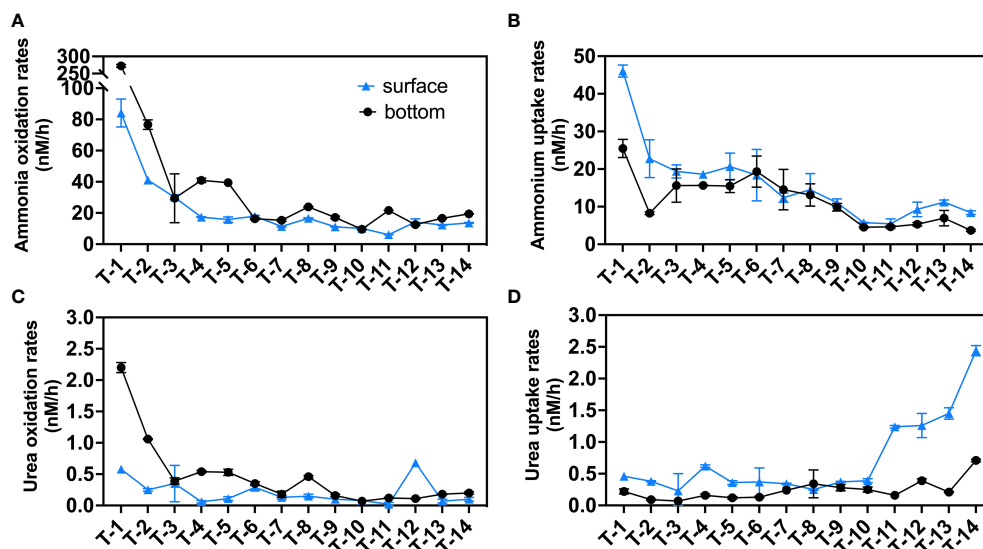 A
Ammonia oxidation rates
(nM/h)
300
250
100
80
60
40
20
0
surface
bottom
T-1 T-2 T-3 T-4 T-5 T-6 T-7 T-8 T-9 T-10 T-11 T-12 T-13 T-14
B
Ammonium uptake rates
(nM/h)
50
40
30
20
10
0
T-1 T-2 T-3 T-4 T-5 T-6 T-7 T-8 T-9 T-10 T-11 T-12 T-13 T-14
C
Urea oxidation rates
(nM/h)
3.0
2.5
2.0
1.5
1.0
0.5
0.0
T-1 T-2 T-3 T-4 T-5 T-6 T-7 T-8 T-9 T-10 T-11 T-12 T-13 T-14
D
Urea uptake rates
(nM/h)
3.0
2.5
2.0
1.5
1.0
0.5
0.0
T-1 T-2 T-3 T-4 T-5 T-6 T-7 T-8 T-9 T-10 T-11 T-12 T-13 T-14